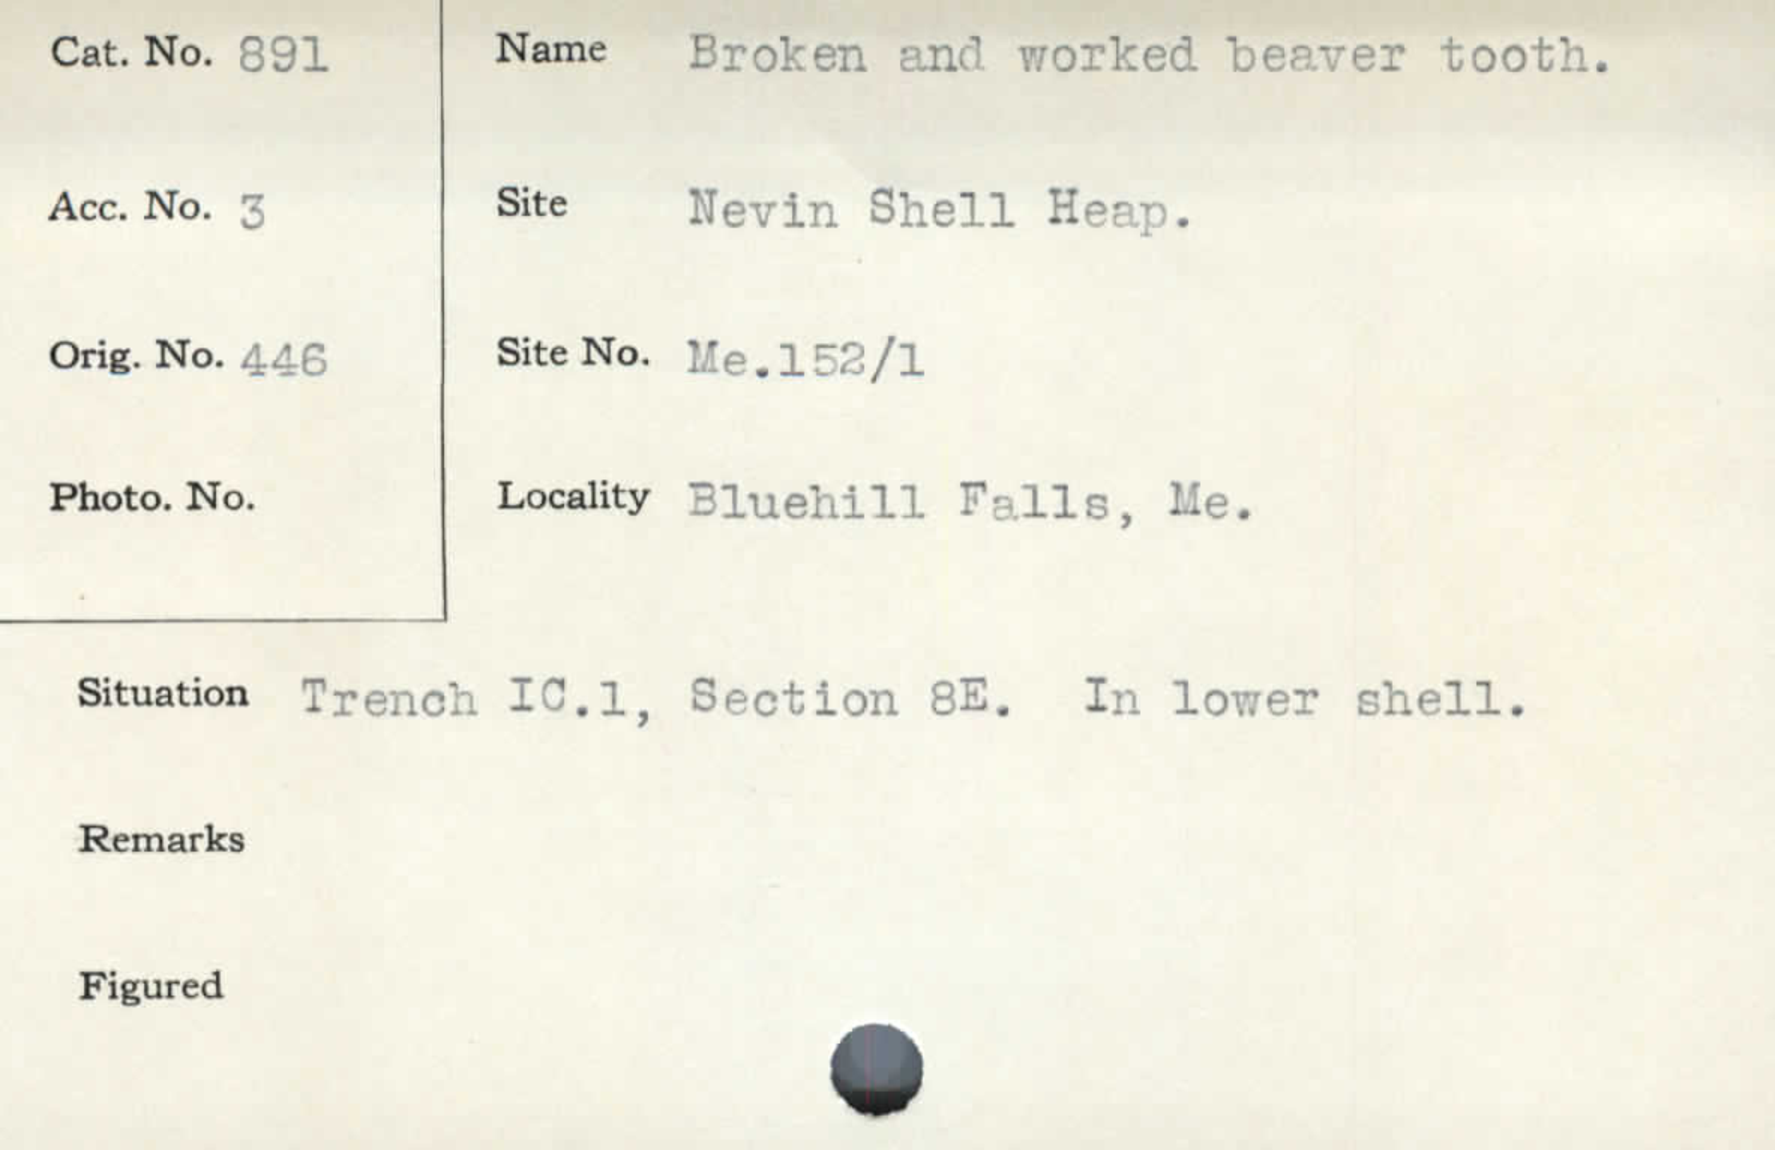 Cat. No. 891
Acc. No. 3
Orig. No. 446
Photo. No.
Name Broken and worked beaver tooth.
Site Nevin Shell Heap.
Site No. Me.152/1
Locality Bluehill Falls, Me.
Situation Trench IC.1, Section 8E. In lower shell.
Remarks
Figured